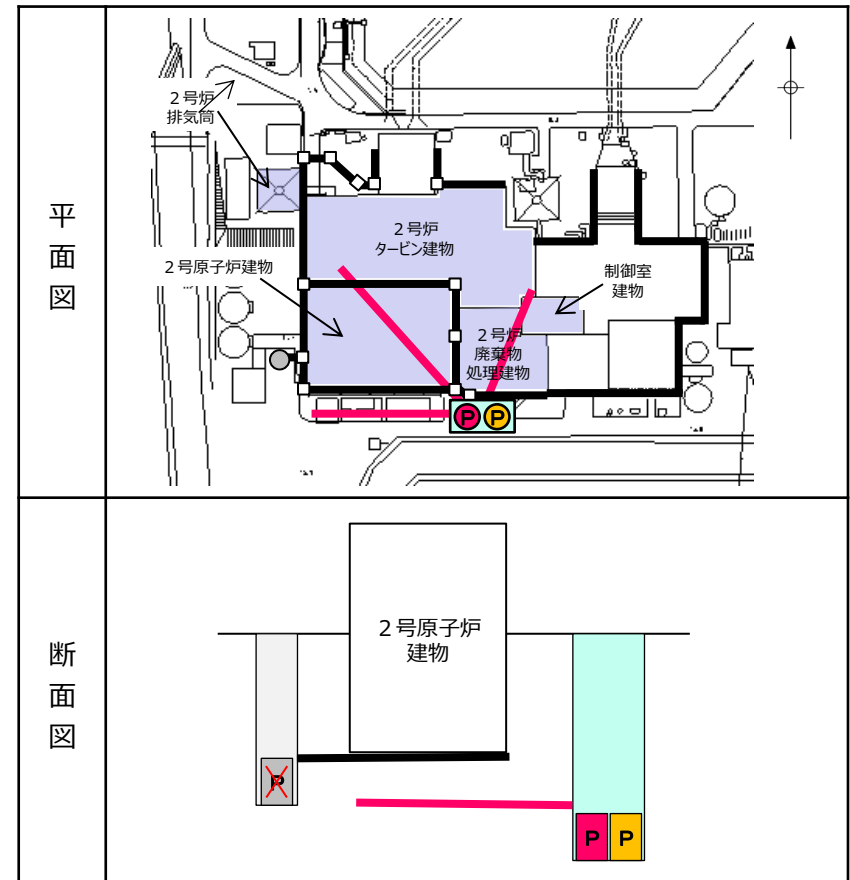 平面図
２号炉
排気筒
２号炉
タービン建物
２号原子炉建物
制御室
建物
２号炉
廃棄物
処理建物
P P
断面図
２号原子炉
建物
P
P P